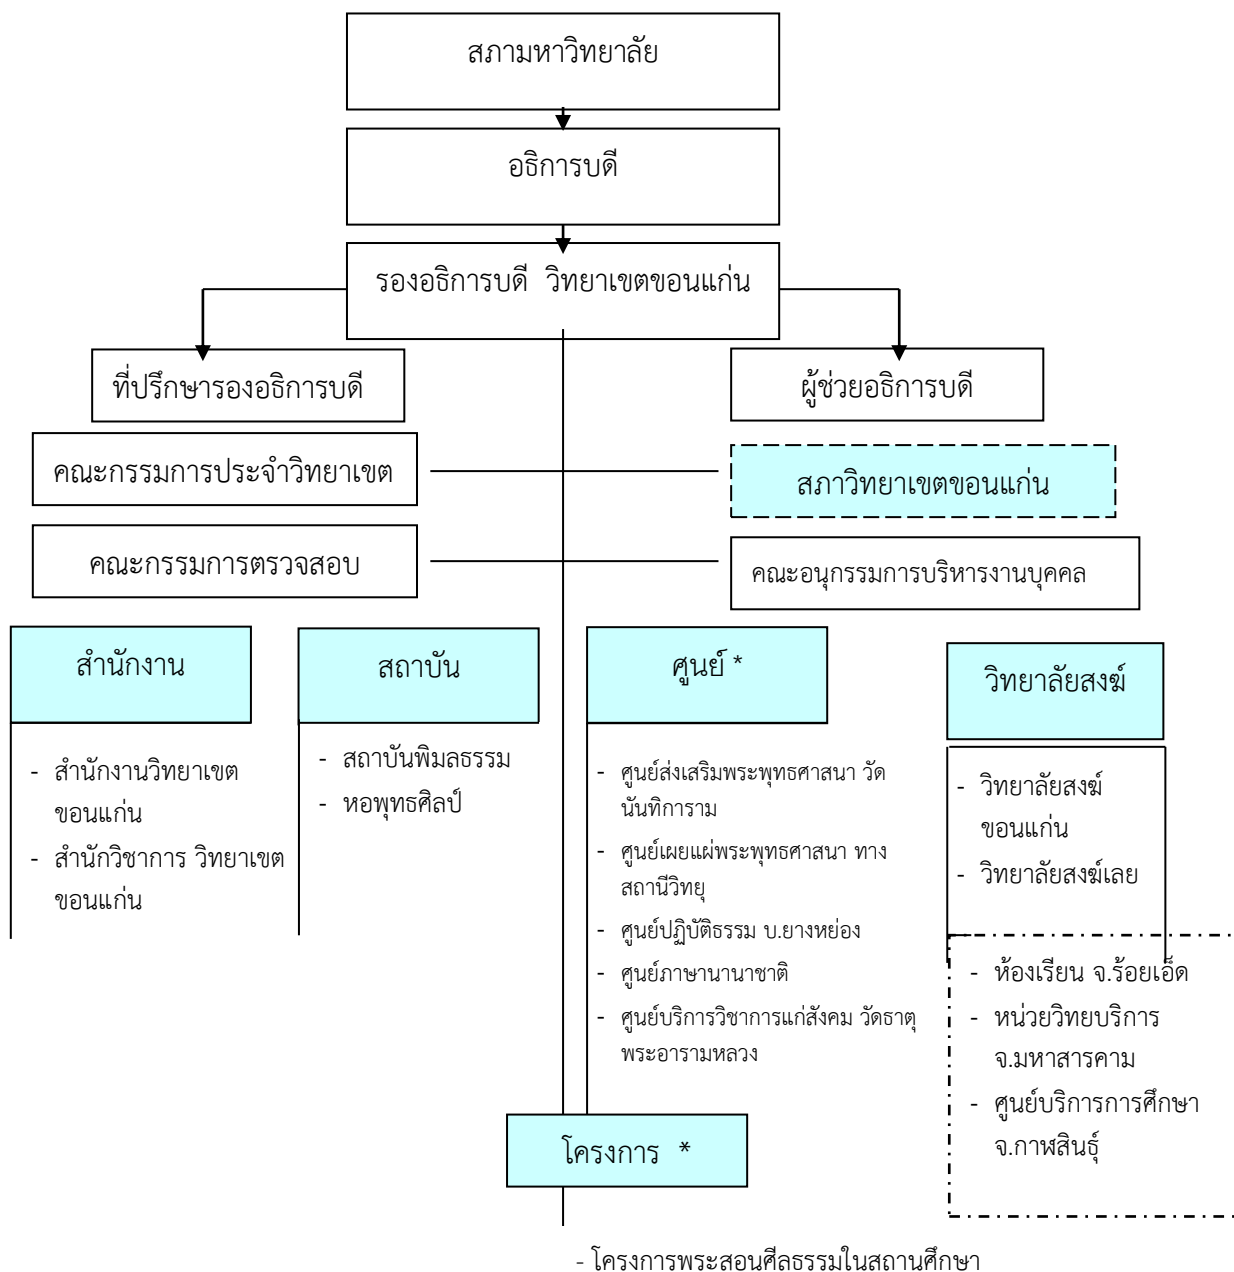 สภามหาวิทยาลัย
อธิการบดี
รองอธิการบดี วิทยาเขตขอนแก่น
ที่ปรึกษารองอธิการบดี
ผู้ช่วยอธิการบดี
คณะกรรมการประจำวิทยาเขต
สภาวิทยาเขตขอนแก่น
คณะกรรมการตรวจสอบ
คณะอนุกรรมการบริหารงานบุคคล
สำนักงาน
- สำนักงานวิทยาเขต
ขอนแก่น
- สำนักวิชาการ วิทยาเขต
ขอนแก่น
สถาบัน
- สถาบันพิมลธรรม
- หอพุทธศิลป์
ศูนย์ *
- ศูนย์ส่งเสริมพระพุทธศาสนา วัด
นันทิการาม
- ศูนย์เผยแผ่พระพุทธศาสนา ทาง
สถานีวิทยุ
- ศูนย์ปฏิบัติธรรม บ.ยางหย่อง
- ศูนย์ภาษานานาชาติ
- ศูนย์บริการวิชาการแก่สังคม วัดธาตุ
พระอารามหลวง
วิทยาลัยสงฆ์
- วิทยาลัยสงฆ์
ขอนแก่น
- วิทยาลัยสงฆ์เลย
- ห้องเรียน จ.ร้อยเอ็ด
- หน่วยวิทยบริการ
จ.มหาสารคาม
- ศูนย์บริการการศึกษา
จ.กาฬสินธุ์
โครงการ *
- โครงการพระสอนศีลธรรมในสถานศึกษา